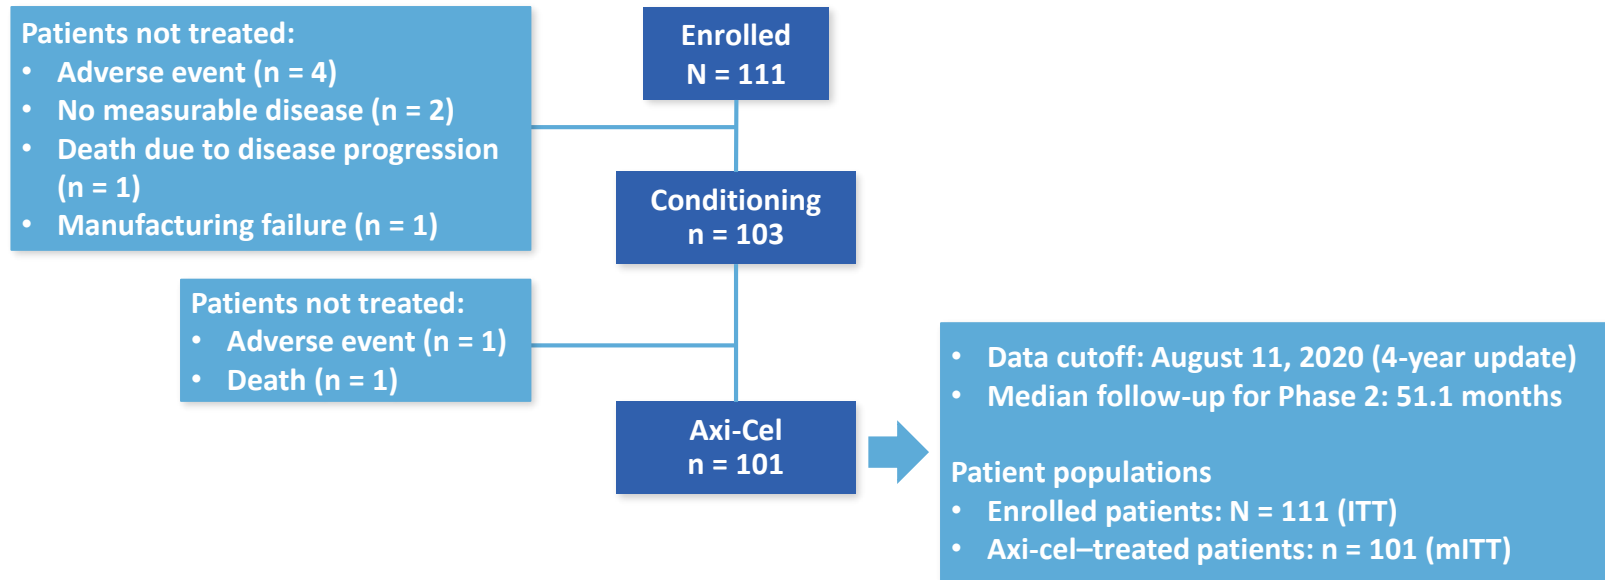 Patients not treated:
• Adverse event (n = 4)
• No measurable disease (n = 2)
• Death due to disease progression
(n = 1)
• Manufacturing failure (n = 1)
Enrolled
N = 111
Conditioning
n = 103
Patients not treated:
• Adverse event (n = 1)
• Death (n = 1)
Axi-Cel
n = 101
• Data cutoff: August 11, 2020 (4-year update)
• Median follow-up for Phase 2: 51.1 months
Patient populations
• Enrolled patients: N = 111 (ITT)
• Axi-cel–treated patients: n = 101 (mITT)